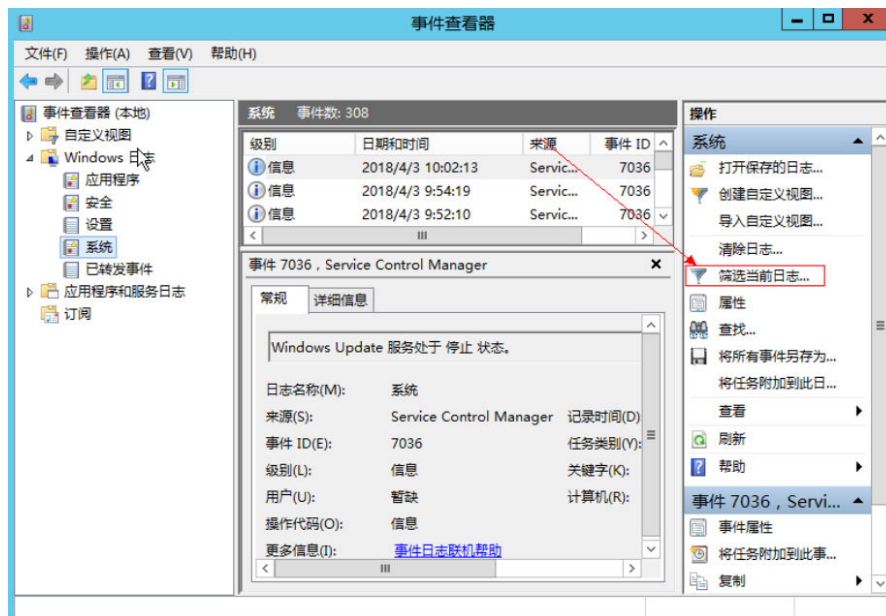 事件查看器
文件(F) 操作(A) 查看(V) 帮助(H)
事件查看器 (本地)
自定义视图
Windows 日志
应用程序
安全
设置
系统
已转发事件
应用程序和服务日志
订阅
系统 事件数: 308
级别 日期和时间 来源 事件 ID
信息 2018/4/3 10:02:13 Servic... 7036
信息 2018/4/3 9:54:19 Servic... 7036
信息 2018/4/3 9:52:10 Servic... 7036
事件 7036，Service Control Manager
常规 详细信息
Windows Update 服务处于 停止 状态。
日志名称(M): 系统
来源(S): Service Control Manager 记录时间(D)
事件 ID(E): 7036 任务类别(Y):
级别(L): 信息 关键字(K):
用户(U): 暂缺 计算机(R):
操作代码(O): 信息
更多信息(I): 事件日志联机帮助
操作
系统
打开保存的日志...
创建自定义视图...
导入自定义视图...
清除日志...
筛选当前日志...
属性
查找...
将所有事件另存为...
将任务附加到此日...
查看
刷新
帮助
事件 7036，Servi...
事件属性
将任务附加到此事...
复制